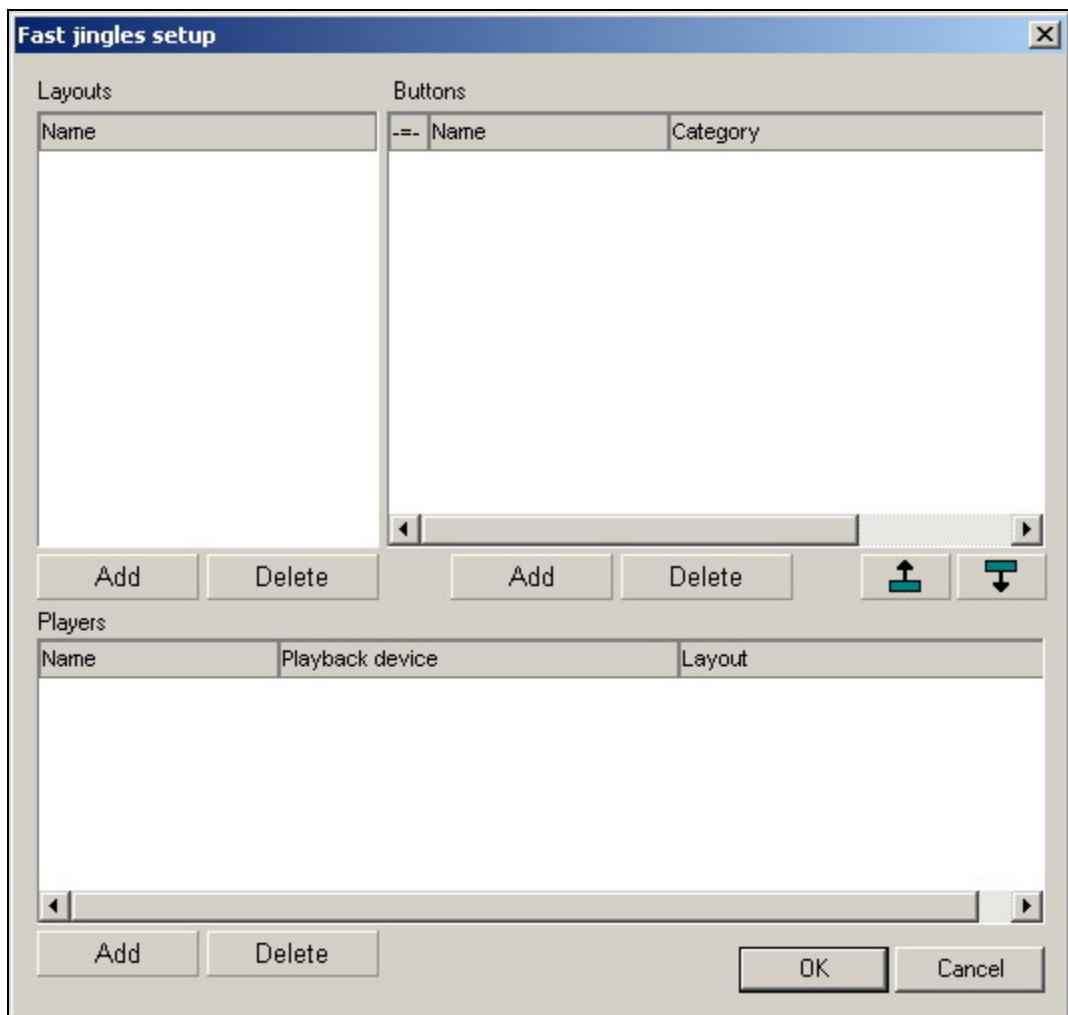 Fast jingles setup
Layouts Buttons
Name -=- Name Category
Add Delete Add Delete
Players
Name Playback device Layout
Add Delete
OK Cancel